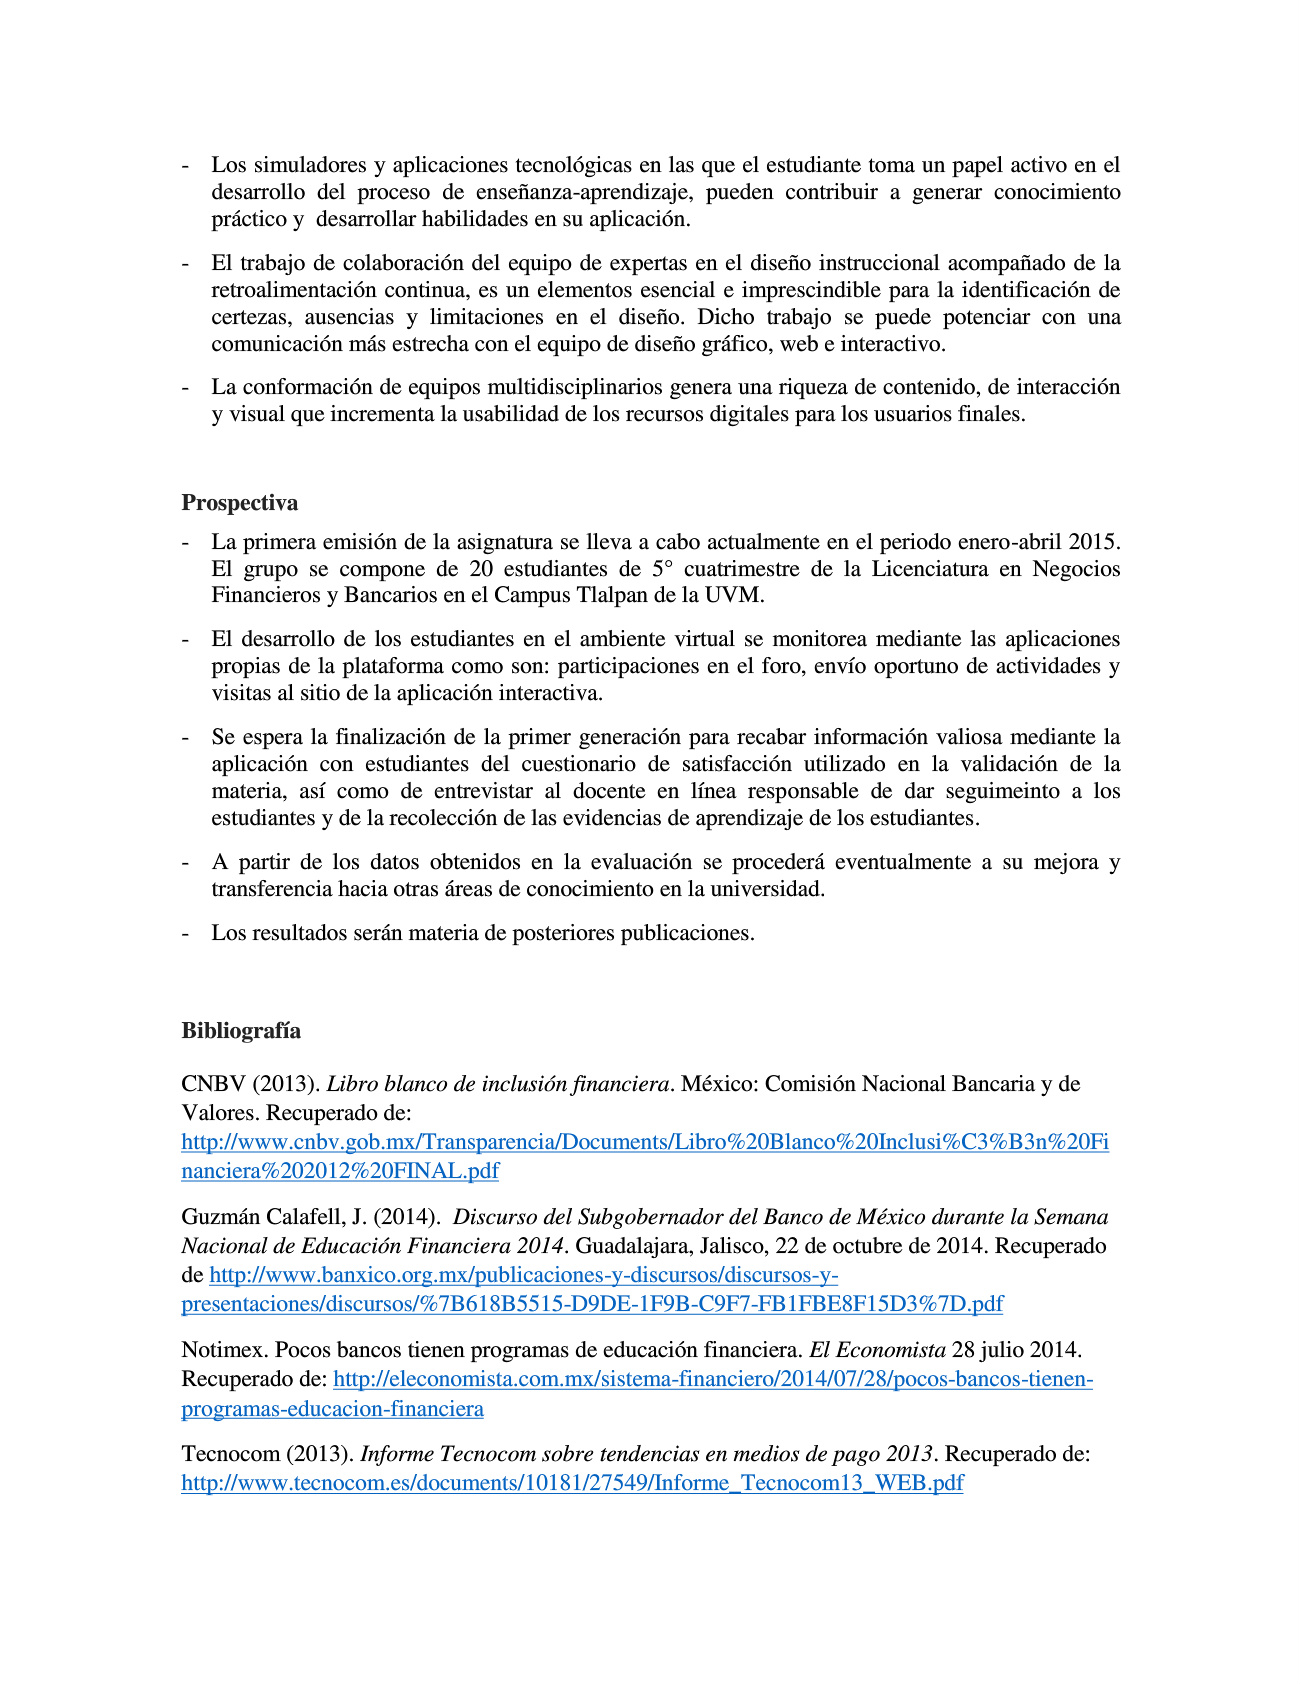 - Los simuladores y aplicaciones tecnológicas en las que el estudiante toma un papel activo en el
desarrollo del proceso de enseñanza-aprendizaje, pueden contribuir a generar conocimiento
práctico y  desarrollar habilidades en su aplicación.
- El trabajo de colaboración del equipo de expertas en el diseño instruccional acompañado de la
retroalimentación continua, es un elementos esencial e imprescindible para la identificación de
certezas, ausencias y limitaciones en el diseño. Dicho trabajo se puede potenciar con una
comunicación más estrecha con el equipo de diseño gráfico, web e interactivo.
- La conformación de equipos multidisciplinarios genera una riqueza de contenido, de interacción
y visual que incrementa la usabilidad de los recursos digitales para los usuarios finales.
Prospectiva
- La primera emisión de la asignatura se lleva a cabo actualmente en el periodo enero-abril 2015.
El grupo se compone de 20 estudiantes de 5° cuatrimestre de la Licenciatura en Negocios
Financieros y Bancarios en el Campus Tlalpan de la UVM.
- El desarrollo de los estudiantes en el ambiente virtual se monitorea mediante las aplicaciones
propias de la plataforma como son: participaciones en el foro, envío oportuno de actividades y
visitas al sitio de la aplicación interactiva.
- Se espera la finalización de la primer generación para recabar información valiosa mediante la
aplicación con estudiantes del cuestionario de satisfacción utilizado en la validación de la
materia, así como de entrevistar al docente en línea responsable de dar seguimeinto a los
estudiantes y de la recolección de las evidencias de aprendizaje de los estudiantes.
- A partir de los datos obtenidos en la evaluación se procederá eventualmente a su mejora y
transferencia hacia otras áreas de conocimiento en la universidad.
- Los resultados serán materia de posteriores publicaciones.
Bibliografía
CNBV (2013). Libro blanco de inclusión financiera. México: Comisión Nacional Bancaria y de
Valores. Recuperado de:
http://www.cnbv.gob.mx/Transparencia/Documents/Libro%20Blanco%20Inclusi%C3%B3n%20Fi
nanciera%202012%20FINAL.pdf
Guzmán Calafell, J. (2014).  Discurso del Subgobernador del Banco de México durante la Semana
Nacional de Educación Financiera 2014. Guadalajara, Jalisco, 22 de octubre de 2014. Recuperado
de http://www.banxico.org.mx/publicaciones-y-discursos/discursos-y-
presentaciones/discursos/%7B618B5515-D9DE-1F9B-C9F7-FB1FBE8F15D3%7D.pdf
Notimex. Pocos bancos tienen programas de educación financiera. El Economista 28 julio 2014.
Recuperado de: http://eleconomista.com.mx/sistema-financiero/2014/07/28/pocos-bancos-tienen-
programas-educacion-financiera
Tecnocom (2013). Informe Tecnocom sobre tendencias en medios de pago 2013. Recuperado de:
http://www.tecnocom.es/documents/10181/27549/Informe_Tecnocom13_WEB.pdf